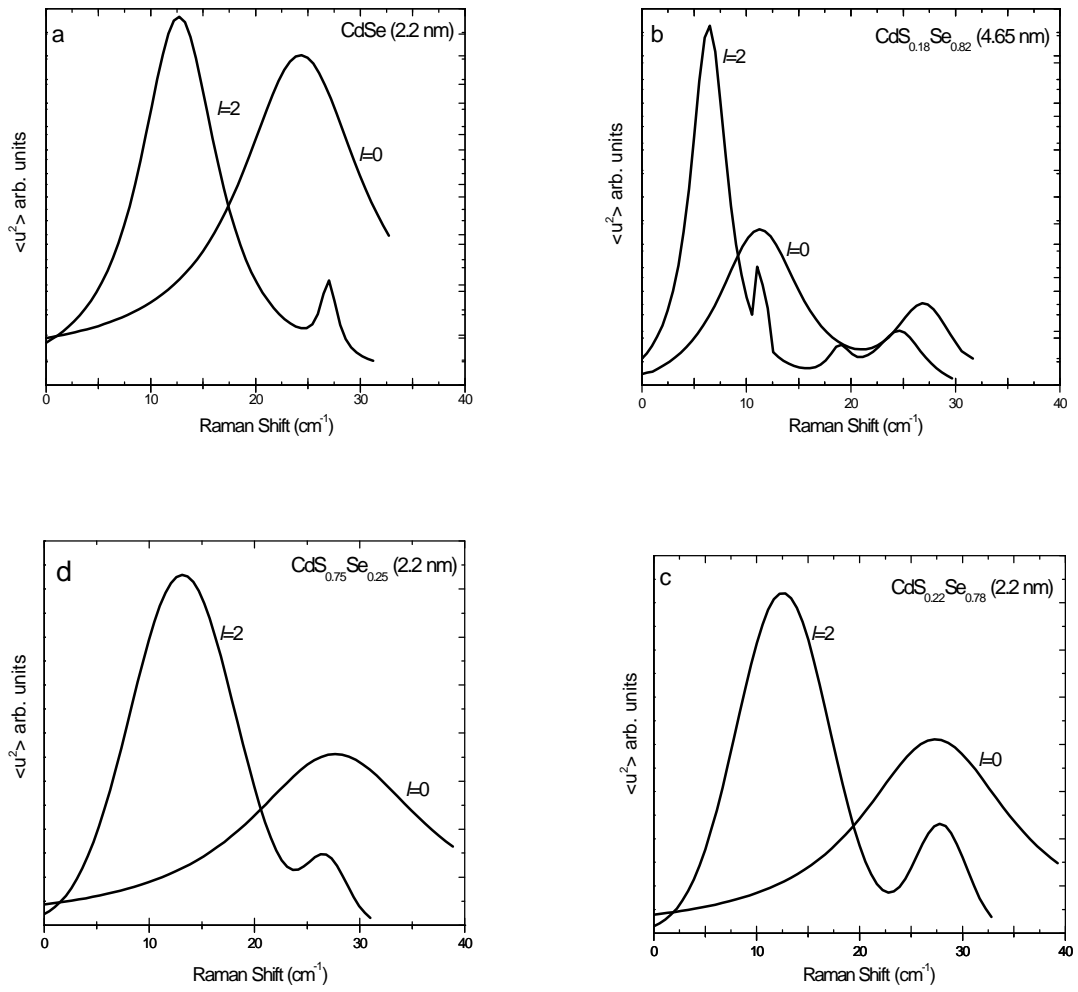 a
CdSe (2.2 nm)
l=2
l=0
<u²> arb. units
0 10 20 30 40
Raman Shift (cm⁻¹)
b
CdS₀.₁₈Se₀.₈₂ (4.65 nm)
l=2
l=0
<u²> arb. units
0 10 20 30 40
Raman Shift (cm⁻¹)
d
CdS₀.₇₅Se₀.₂₅ (2.2 nm)
l=2
l=0
<u²> arb. units
0 10 20 30 40
Raman Shift (cm⁻¹)
c
CdS₀.₂₂Se₀.₇₈ (2.2 nm)
l=2
l=0
<u²> arb. units
0 10 20 30 40
Raman Shift (cm⁻¹)